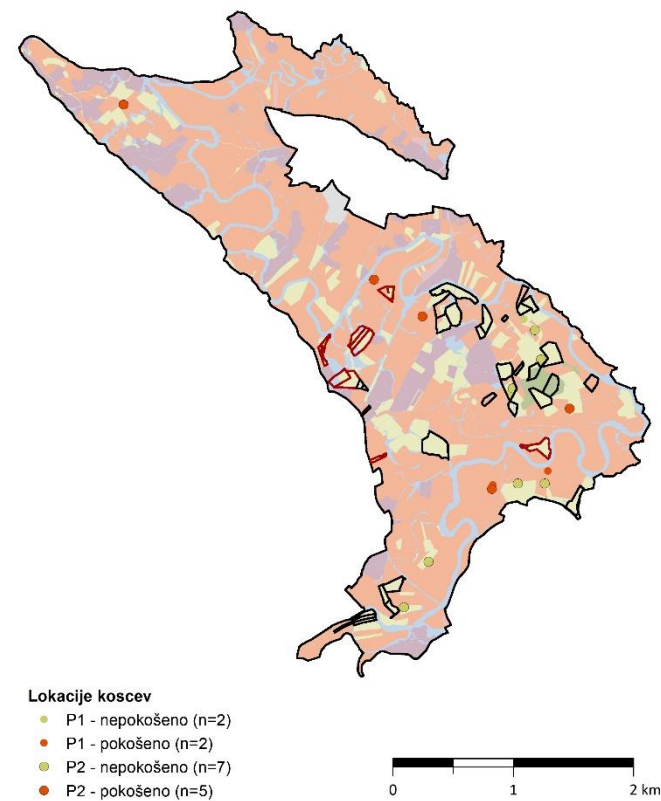 Lokacije koscev
P1 - nepokošeno (n=2)
P1 - pokošeno (n=2)
P2 - nepokošeno (n=7)
P2 - pokošeno (n=5)
0 1 2 km